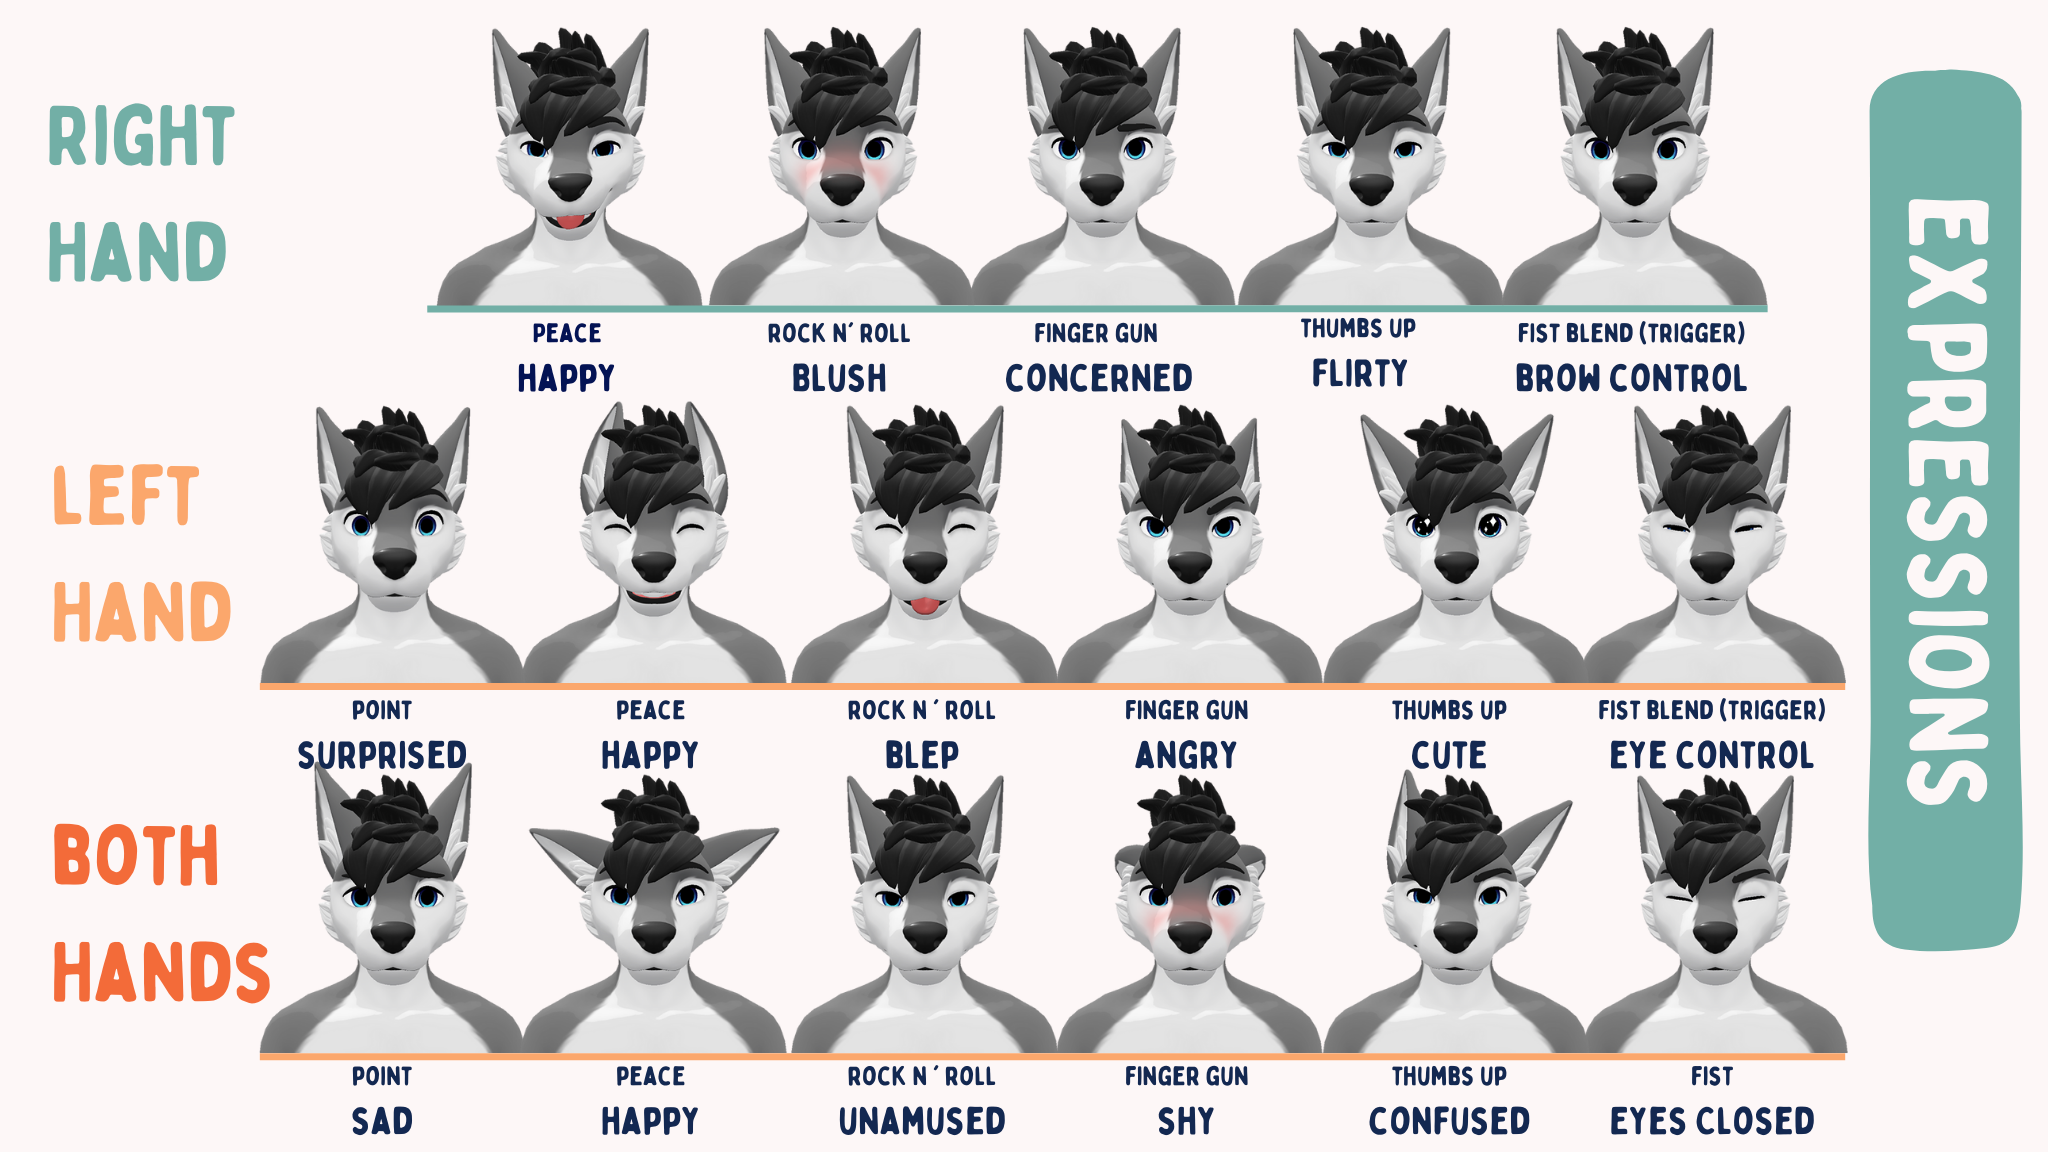 RIGHT
HAND
PEACE
HAPPY
ROCK N' ROLL
BLUSH
FINGER GUN
CONCERNED
THUMBS UP
FLIRTY
FIST BLEND (TRIGGER)
BROW CONTROL
LEFT
HAND
POINT
SURPRISED
PEACE
HAPPY
ROCK N 'ROLL
BLEP
FINGER GUN
ANGRY
THUMBS UP
CUTE
FIST BLEND (TRIGGER)
EYE CONTROL
BOTH
HANDS
POINT
SAD
PEACE
HAPPY
ROCK N 'ROLL
UNAMUSED
FINGER GUN
SHY
THUMBS UP
CONFUSED
FIST
EYES CLOSED
EXPRESSIONS